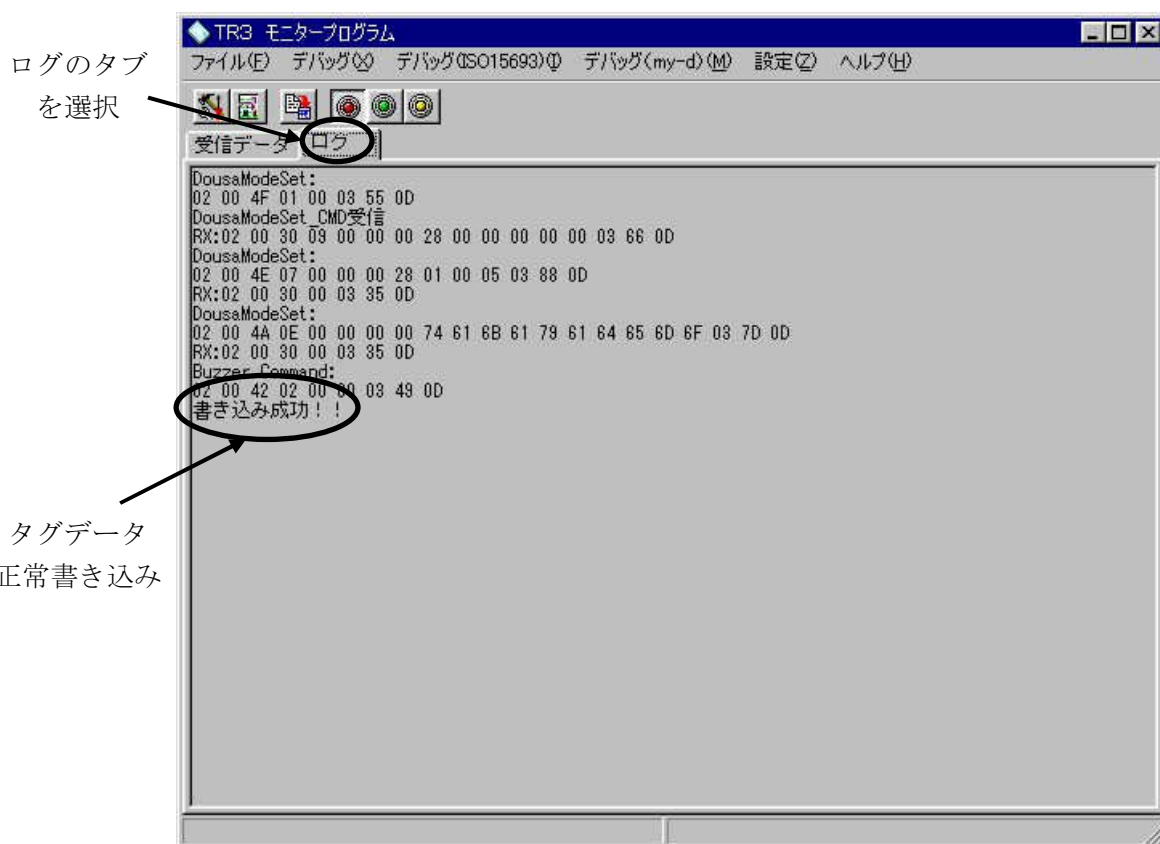 TR3 モニタープログラム
ファイル(F) デバッグ(X) デバッグ(ISO15693)(I) デバッグ(my-d)(M) 設定(Z) ヘルプ(H)
ログのタブ
を選択
受信データ ログ
DousaModeSet:
02 00 4F 01 00 03 55 0D
DousaModeSet_CMD受信
RX:02 00 30 09 00 00 00 28 00 00 00 00 00 03 66 0D
DousaModeSet:
02 00 4E 07 00 00 00 28 01 00 05 03 88 0D
RX:02 00 30 00 03 35 0D
DousaModeSet:
02 00 4A 0E 00 00 00 00 74 61 6B 61 79 61 64 65 6D 6F 03 7D 0D
RX:02 00 30 00 03 35 0D
Buzzer Command:
02 00 42 02 00 00 03 49 0D
書き込み成功！！
タグデータ
正常書き込み